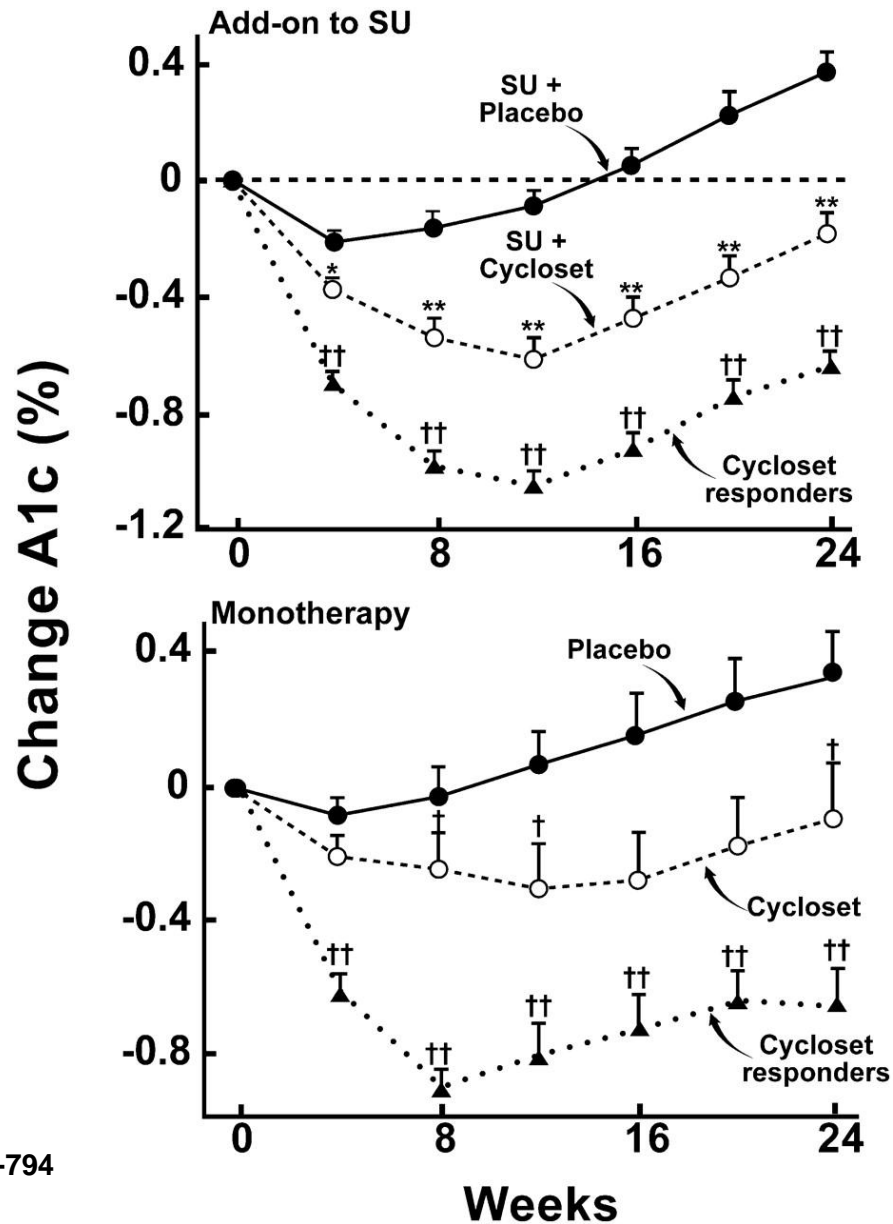 Add-on to SU
Change A1c (%)
0.4
0
-0.4
-0.8
-1.2
SU +
Placebo
SU +
Cycloset
*
**
**
**
**
**
††
††
††
††
††
††
Cycloset
responders
0
8
16
24
Monotherapy
0.4
0
-0.4
-0.8
Placebo
†
†
†
Cycloset
††
††
††
††
††
††
Cycloset
responders
0
8
16
24
-794
Weeks